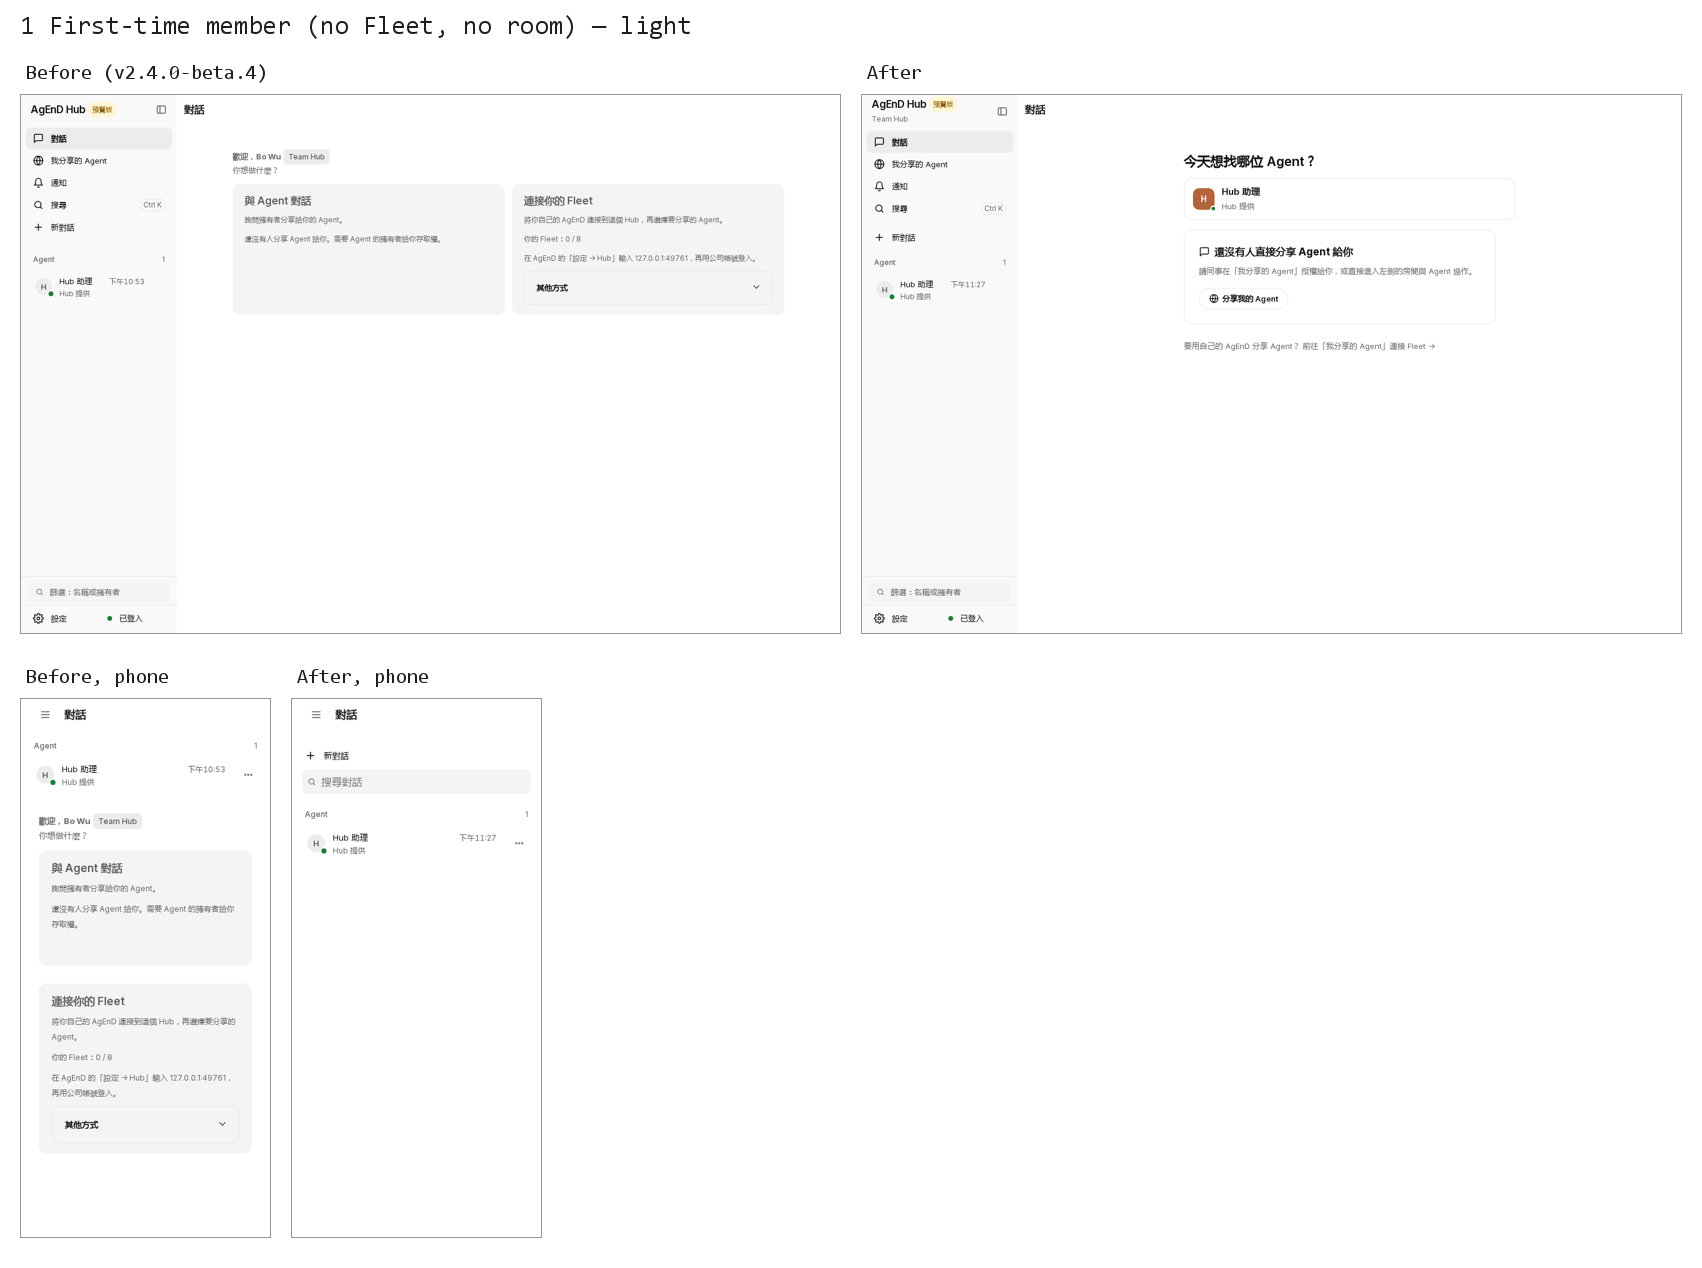 1 First-time member (no Fleet, no room) — light
Before (v2.4.0-beta.4)
AgEnD Hub 預覽版
對話
我分享的 Agent
通知
搜尋 Ctrl K
新對話
Agent 1
H Hub 助理 下午10:53
Hub 提供
篩選：名稱或擁有者
設定 已登入
對話
歡迎，Bo Wu Team Hub
你想做什麼？
與 Agent 對話
詢問擁有者分享給你的 Agent。
還沒有人分享 Agent 給你。需要 Agent 的擁有者給你存取權。
連接你的 Fleet
將你自己的 AgEnD 連接到這個 Hub，再選擇要分享的 Agent。
你的 Fleet：0 / 8
在 AgEnD 的「設定 → Hub」輸入 127.0.0.1:49761，再用公司帳號登入。
其他方式
After
AgEnD Hub 預覽版
Team Hub
對話
我分享的 Agent
通知
搜尋 Ctrl K
新對話
Agent 1
H Hub 助理 下午11:27
Hub 提供
篩選：名稱或擁有者
設定 已登入
對話
今天想找哪位 Agent？
H Hub 助理
Hub 提供
還沒有人直接分享 Agent 給你
請同事在「我分享的 Agent」授權給你，或直接進入左側的房間與 Agent 協作。
分享我的 Agent
要用自己的 AgEnD 分享 Agent？ 前往「我分享的 Agent」連接 Fleet →
Before, phone
對話
Agent 1
H Hub 助理 下午10:53 ···
Hub 提供
歡迎，Bo Wu Team Hub
你想做什麼？
與 Agent 對話
詢問擁有者分享給你的 Agent。
還沒有人分享 Agent 給你。需要 Agent 的擁有者給你
存取權。
連接你的 Fleet
將你自己的 AgEnD 連接到這個 Hub，再選擇要分享的
Agent。
你的 Fleet：0 / 8
在 AgEnD 的「設定 → Hub」輸入 127.0.0.1:49761，
再用公司帳號登入。
其他方式
After, phone
對話
新對話
搜尋對話
Agent 1
H Hub 助理 下午11:27 ···
Hub 提供